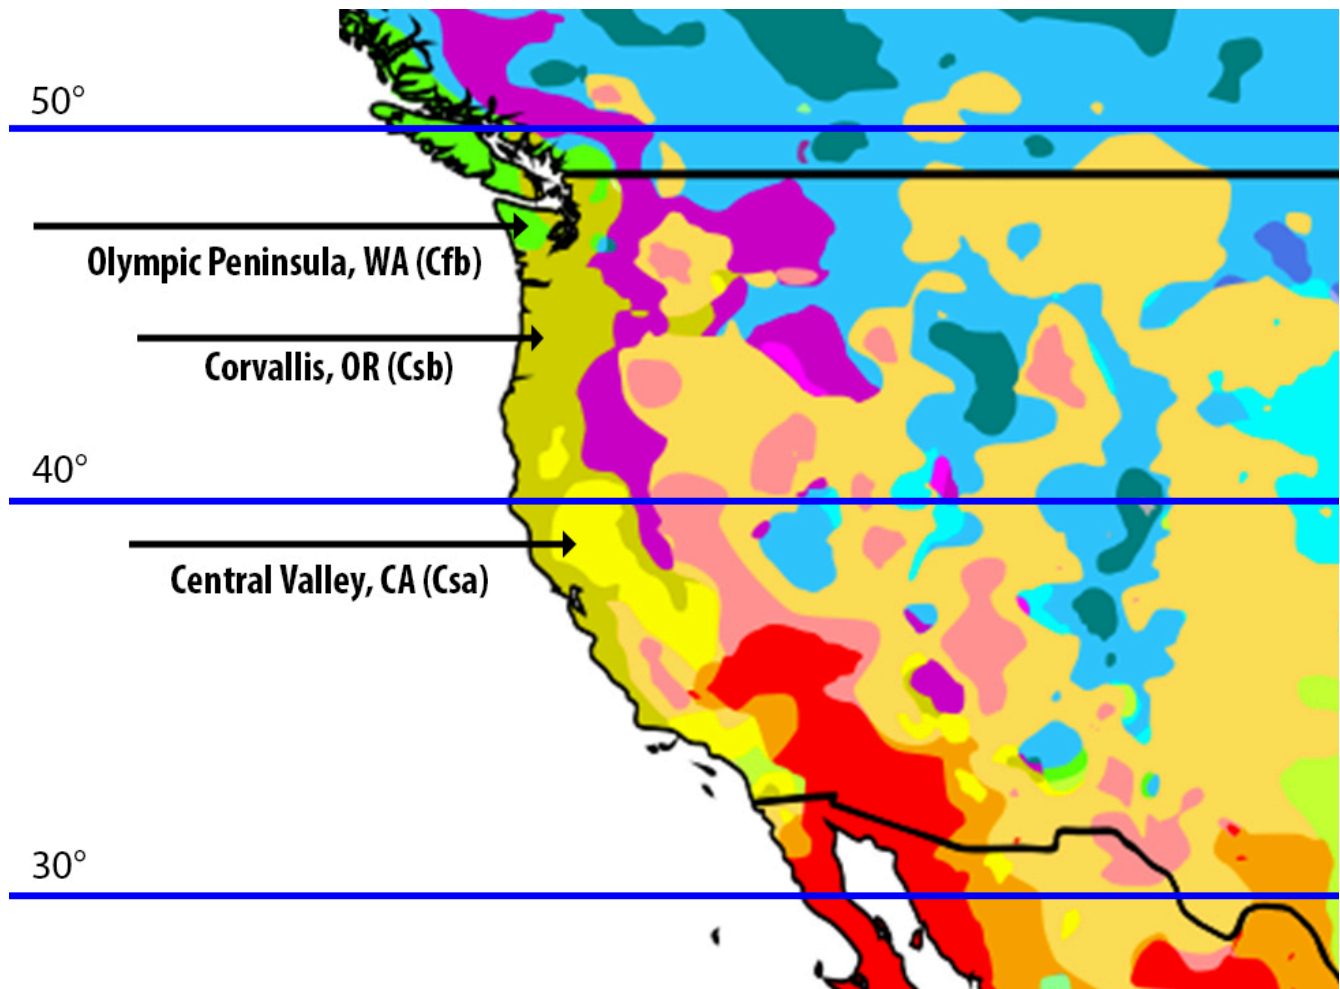 50°
Olympic Peninsula, WA (Cfb)
Corvallis, OR (Csb)
40°
Central Valley, CA (Csa)
30°